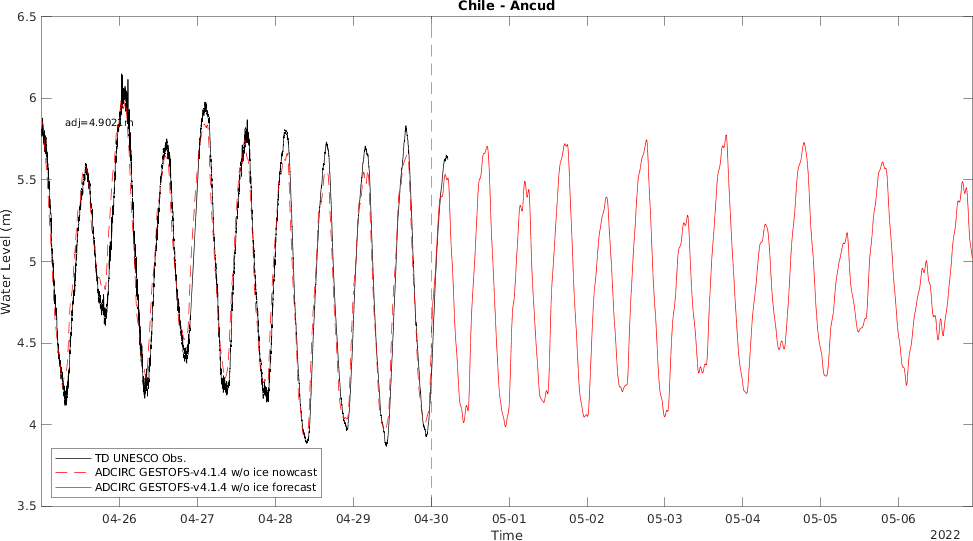 Chile - Ancud
6.5
6
5.5
5
4.5
4
3.5
Water Level (m)
adj=4.9021 m
TD UNESCO Obs.
ADCIRC GESTOFS-v4.1.4 w/o ice nowcast
ADCIRC GESTOFS-v4.1.4 w/o ice forecast
04-26 04-27 04-28 04-29 04-30 05-01 05-02 05-03 05-04 05-05 05-06
Time
2022